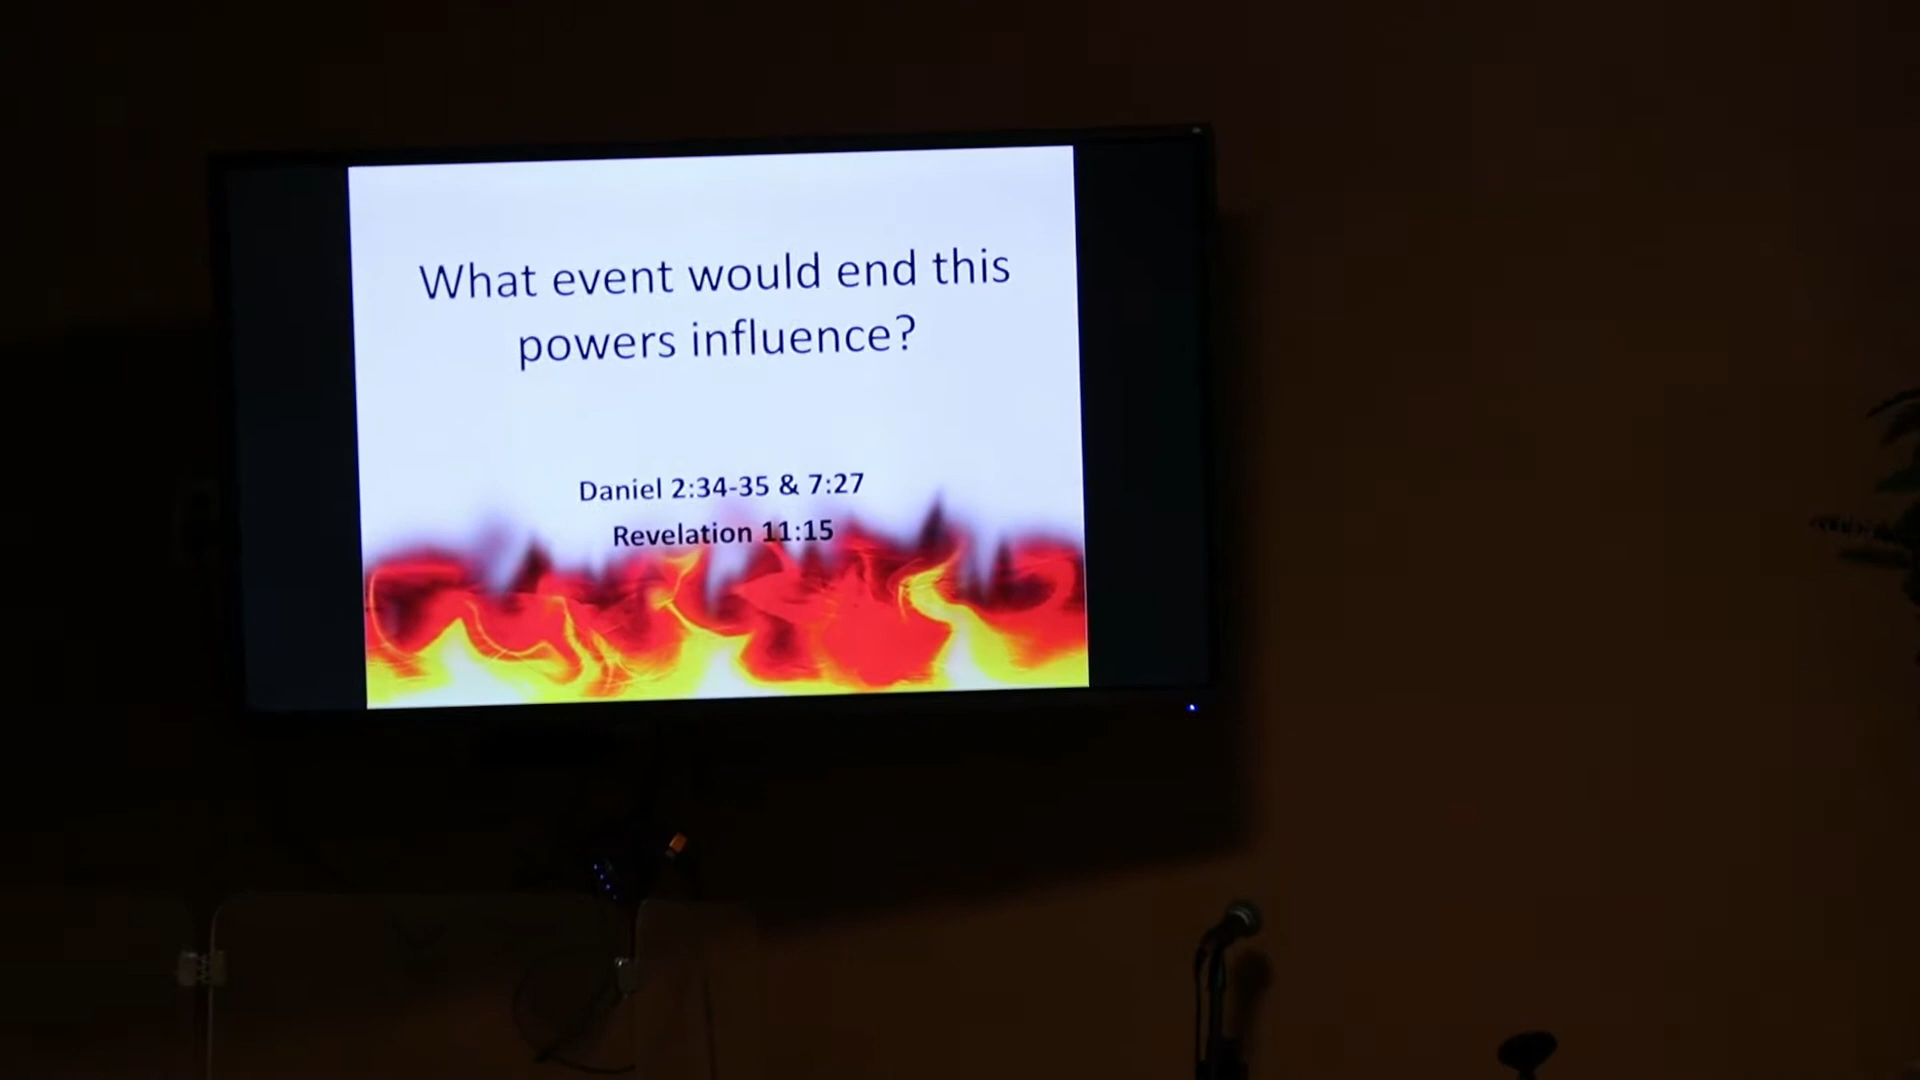 What event would end this
powers influence?
Daniel 2:34-35 & 7:27
Revelation 11:15